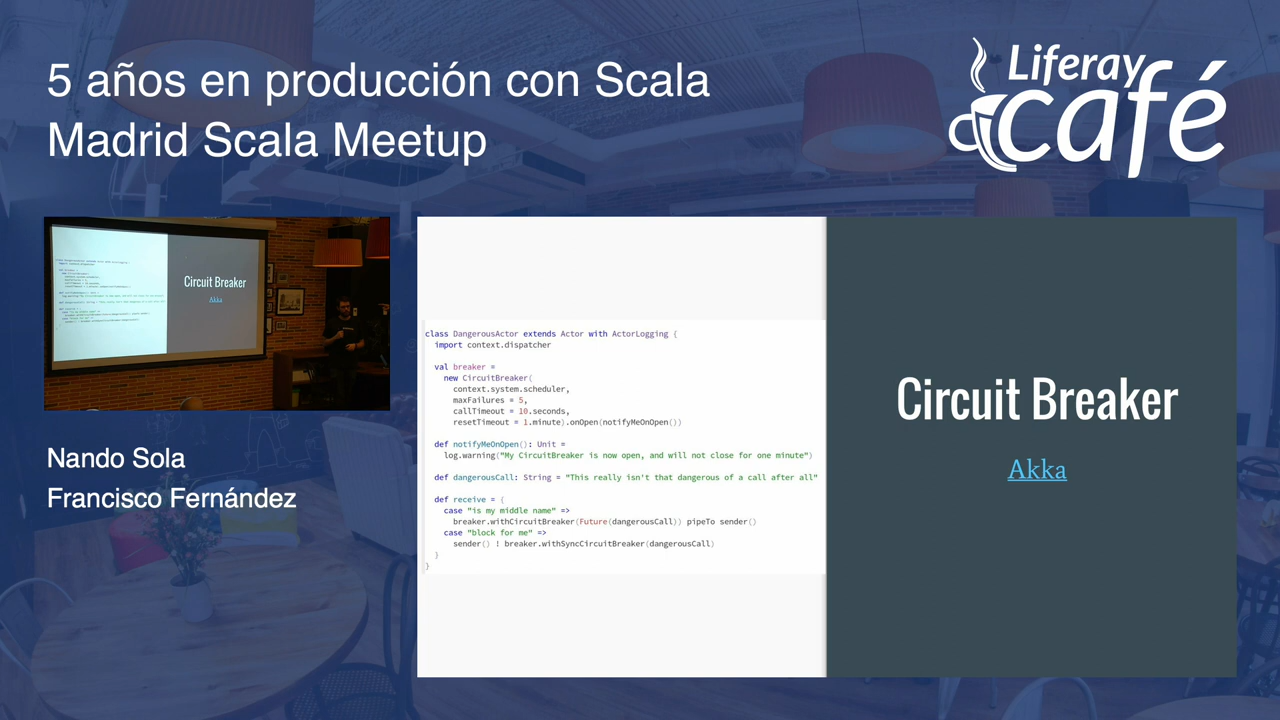 5 años en producción con Scala
Madrid Scala Meetup
Liferay
café
Circuit Breaker
Akka
Nando Sola
Francisco Fernández
class DangerousActor extends Actor with ActorLogging {
  import context.dispatcher

  val breaker =
    new CircuitBreaker(
      context.system.scheduler,
      maxFailures = 5,
      callTimeout = 10.seconds,
      resetTimeout = 1.minute).onOpen(notifyMeOnOpen())

  def notifyMeOnOpen(): Unit =
    log.warning("My CircuitBreaker is now open, and will not close for one minute")

  def dangerousCall: String = "This really isn't that dangerous of a call after all"

  def receive = {
    case "is my middle name" =>
      breaker.withCircuitBreaker(Future(dangerousCall)) pipeTo sender()
    case "block for me" =>
      sender() ! breaker.withSyncCircuitBreaker(dangerousCall)
  }
}
Circuit Breaker
Akka